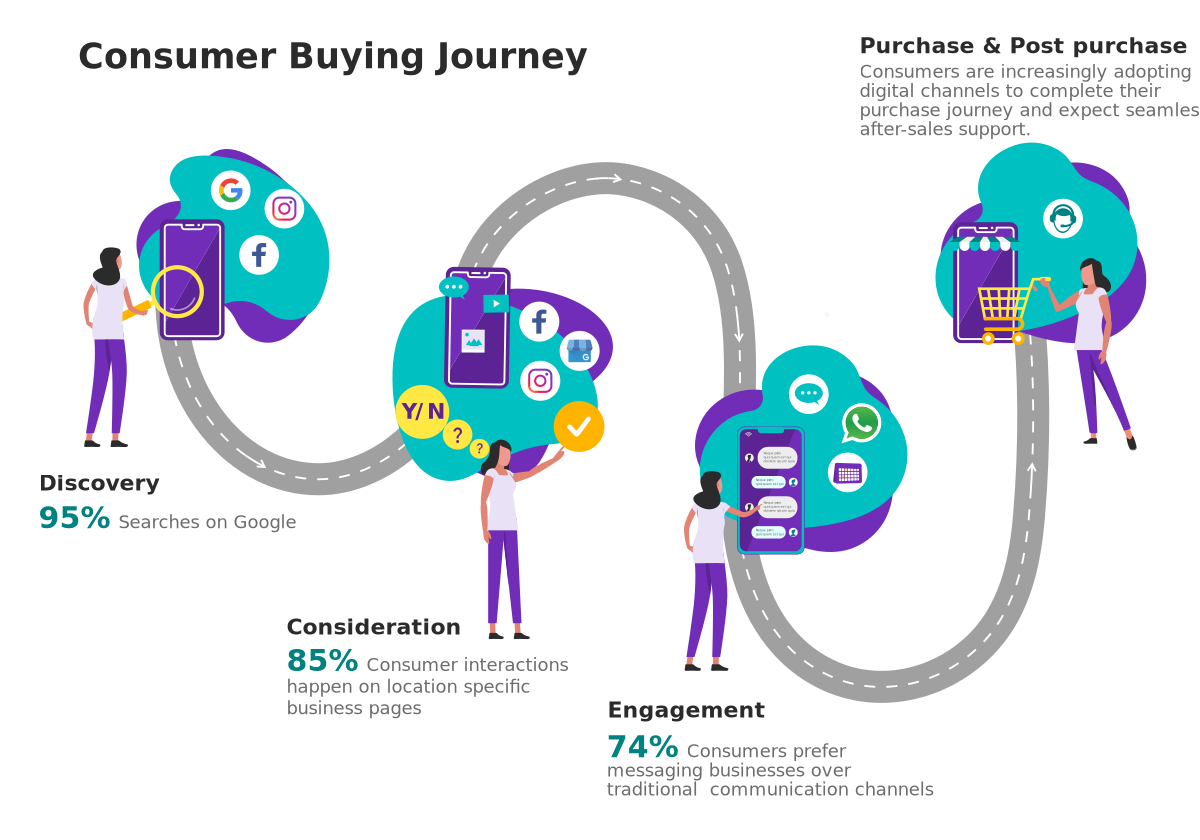 Consumer Buying Journey
Purchase & Post purchase
Consumers are increasingly adopting
digital channels to complete their
purchase journey and expect seamles
after-sales support.
Y/ N
?
?
G
Discovery
95% Searches on Google
Consideration
85% Consumer interactions
happen on location specific
business pages
Engagement
74% Consumers prefer
messaging businesses over
traditional  communication channels